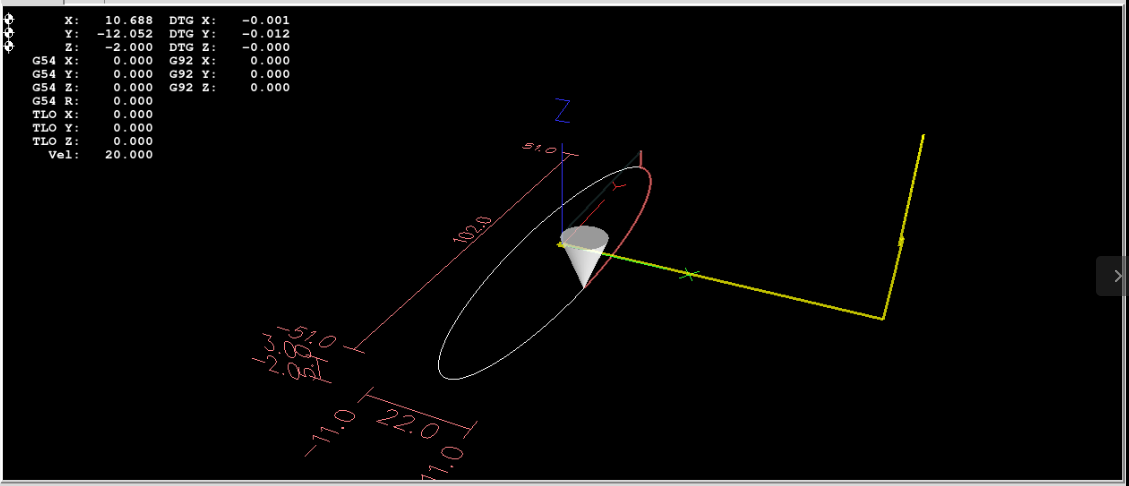 X: 10.688 DTG X: -0.001
Y: -12.052 DTG Y: -0.012
Z: -2.000 DTG Z: -0.000
G54 X: 0.000 G92 X: 0.000
G54 Y: 0.000 G92 Y: 0.000
G54 Z: 0.000 G92 Z: 0.000
G54 R: 0.000
TLO X: 0.000
TLO Y: 0.000
TLO Z: 0.000
Vel: 20.000
Z
51.0
Y
102.0
X
-51.0
3.00
-11.0
22.0
11.0